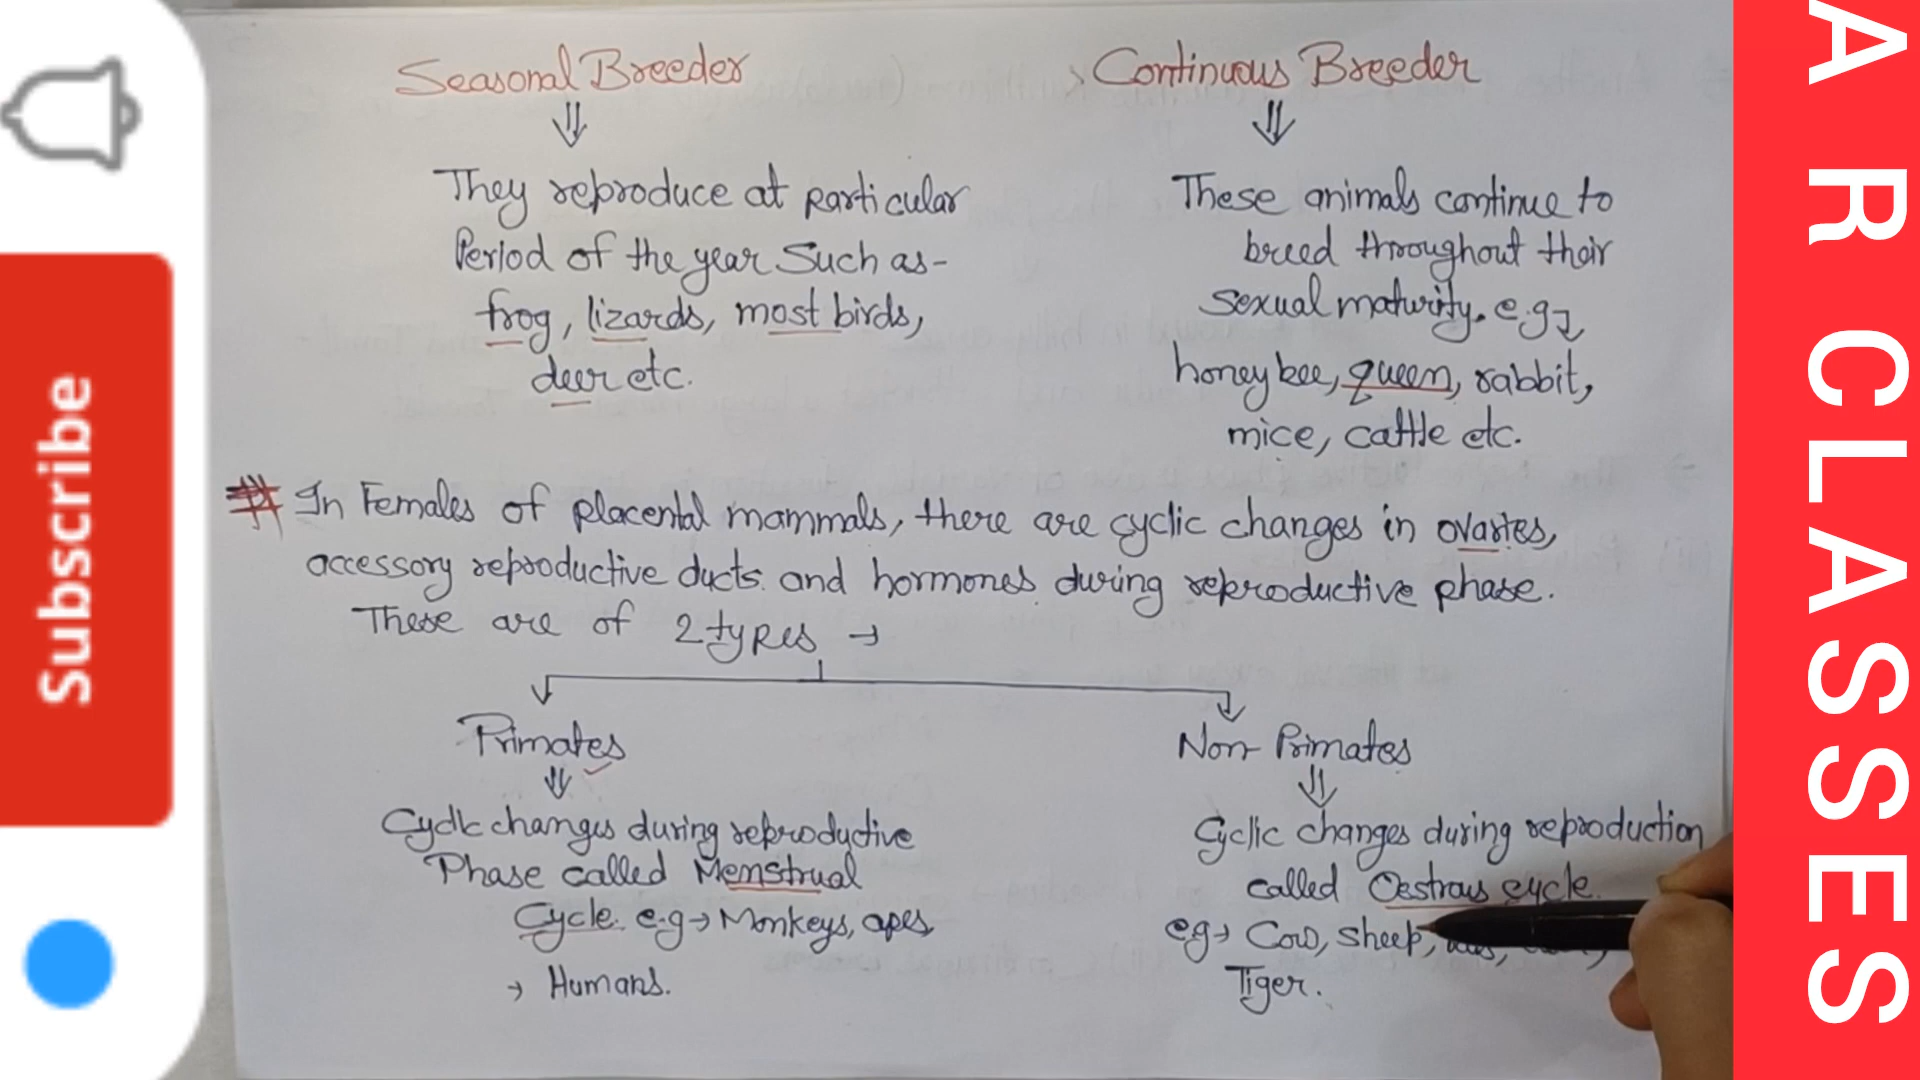 Seasonal Breeder
They reproduce at particular
Period of the year Such as-
frog, lizards, most birds,
deer etc.
Continuous Breeder
These animals continue to
breed throughout their
sexual maturity. e.g
honey bee, queen, rabbit,
mice, cattle etc.
# In Females of placental mammals, there are cyclic changes in ovaries,
accessory reproductive ducts and hormones during reproductive phase.
These are of 2 types →
Primates
Cyclic changes during reproductive
Phase called Menstrual
Cycle. e.g → Monkeys, apes,
→ Humans.
Non Primates
Cyclic changes during reproduction
called Oestrous cycle.
e.g → Cow, sheep,
Tiger.
Subscribe
A R CLASSES